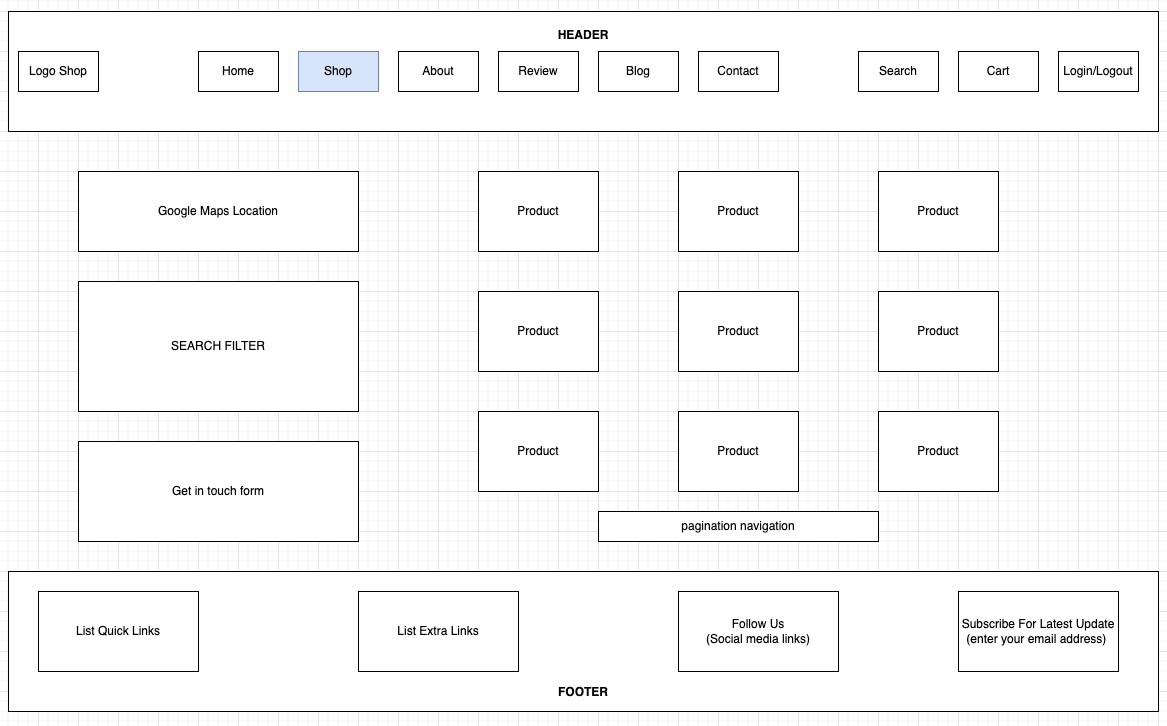 HEADER
Logo Shop
Home
Shop
About
Review
Blog
Contact
Search
Cart
Login/Logout
Google Maps Location
Product
Product
Product
SEARCH FILTER
Product
Product
Product
Get in touch form
Product
Product
Product
pagination navigation
List Quick Links
List Extra Links
Follow Us
(Social media links)
Subscribe For Latest Update
(enter your email address)
FOOTER